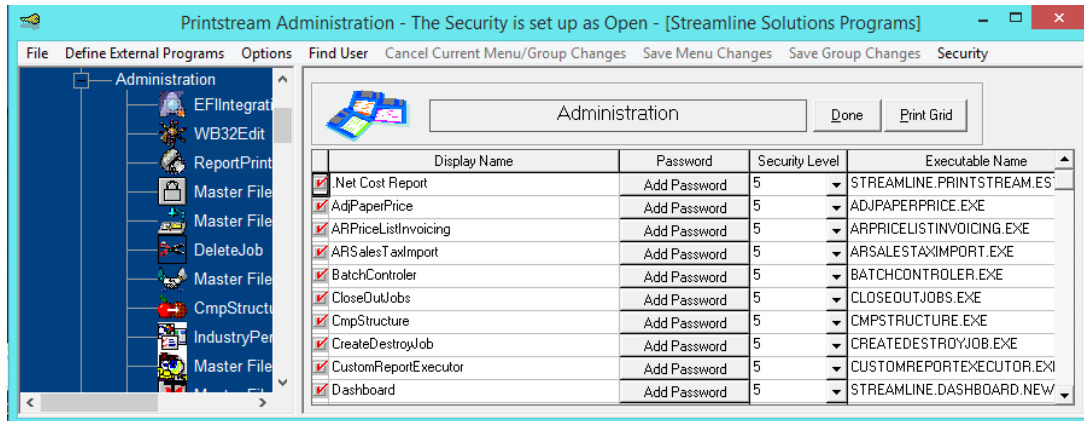 Printstream Administration - The Security is set up as Open - [Streamline Solutions Programs]
File Define External Programs Options Find User Cancel Current Menu/Group Changes Save Menu Changes Save Group Changes Security
Administration
EFIIntegrati
WB32Edit
ReportPrint
Master File
Master File
DeleteJob
Master File
CmpStructu
IndustryPer
Master File
Administration Done Print Grid
Display Name Password Security Level Executable Name
.Net Cost Report Add Password 5 STREAMLINE.PRINTSTREAM.EST
AdjPaperPrice Add Password 5 ADJPAPERPRICE.EXE
ARPriceListInvoicing Add Password 5 ARPRICELISTINVOICING.EXE
ARSalesTaxImport Add Password 5 ARSALESTAXIMPORT.EXE
BatchControler Add Password 5 BATCHCONTROLER.EXE
CloseOutJobs Add Password 5 CLOSEOUTJOBS.EXE
CmpStructure Add Password 5 CMPSTRUCTURE.EXE
CreateDestroyJob Add Password 5 CREATEDESTROYJOB.EXE
CustomReportExecutor Add Password 5 CUSTOMREPORTEXECUTOR.EXI
Dashboard Add Password 5 STREAMLINE.DASHBOARD.NEW